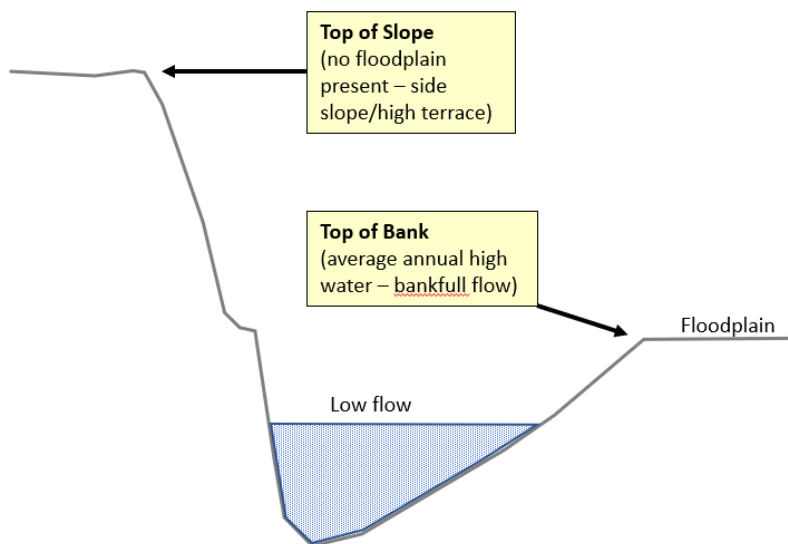 Top of Slope
(no floodplain
present – side
slope/high terrace)
Top of Bank
(average annual high
water – bankfull flow)
Floodplain
Low flow